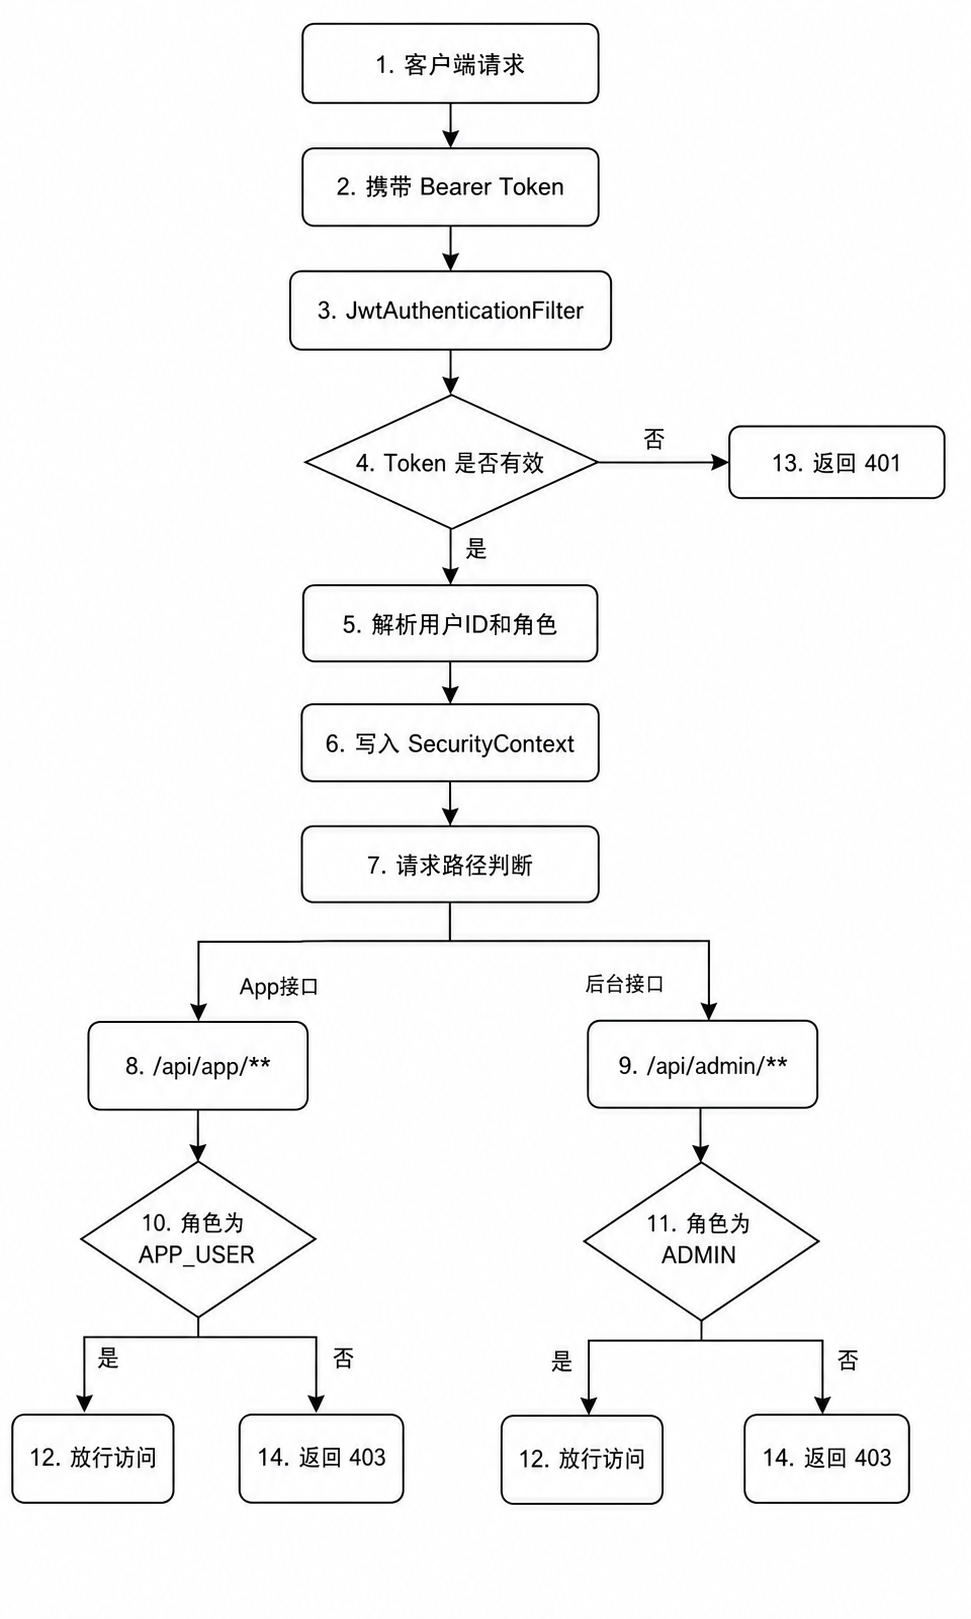 1. 客户端请求
2. 携带 Bearer Token
3. JwtAuthenticationFilter
4. Token 是否有效
否
13. 返回 401
是
5. 解析用户ID和角色
6. 写入 SecurityContext
7. 请求路径判断
App接口
后台接口
8. /api/app/**
9. /api/admin/**
10. 角色为
APP_USER
11. 角色为
ADMIN
是
否
是
否
12. 放行访问
14. 返回 403
12. 放行访问
14. 返回 403